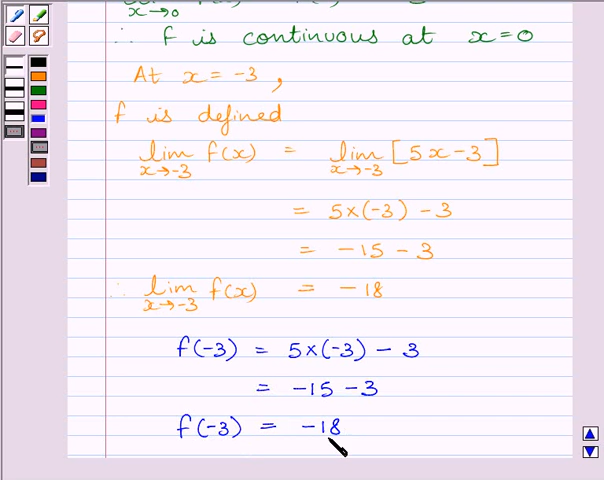 x→0
∴ f is continuous at x=0
At x = -3 ,
f is defined
lim f(x) = lim [5x-3]
x→-3 x→-3
= 5×(-3) - 3
= -15 - 3
∴ lim f(x) = -18
x→-3
f(-3) = 5×(-3) - 3
= -15 - 3
f(-3) = -18